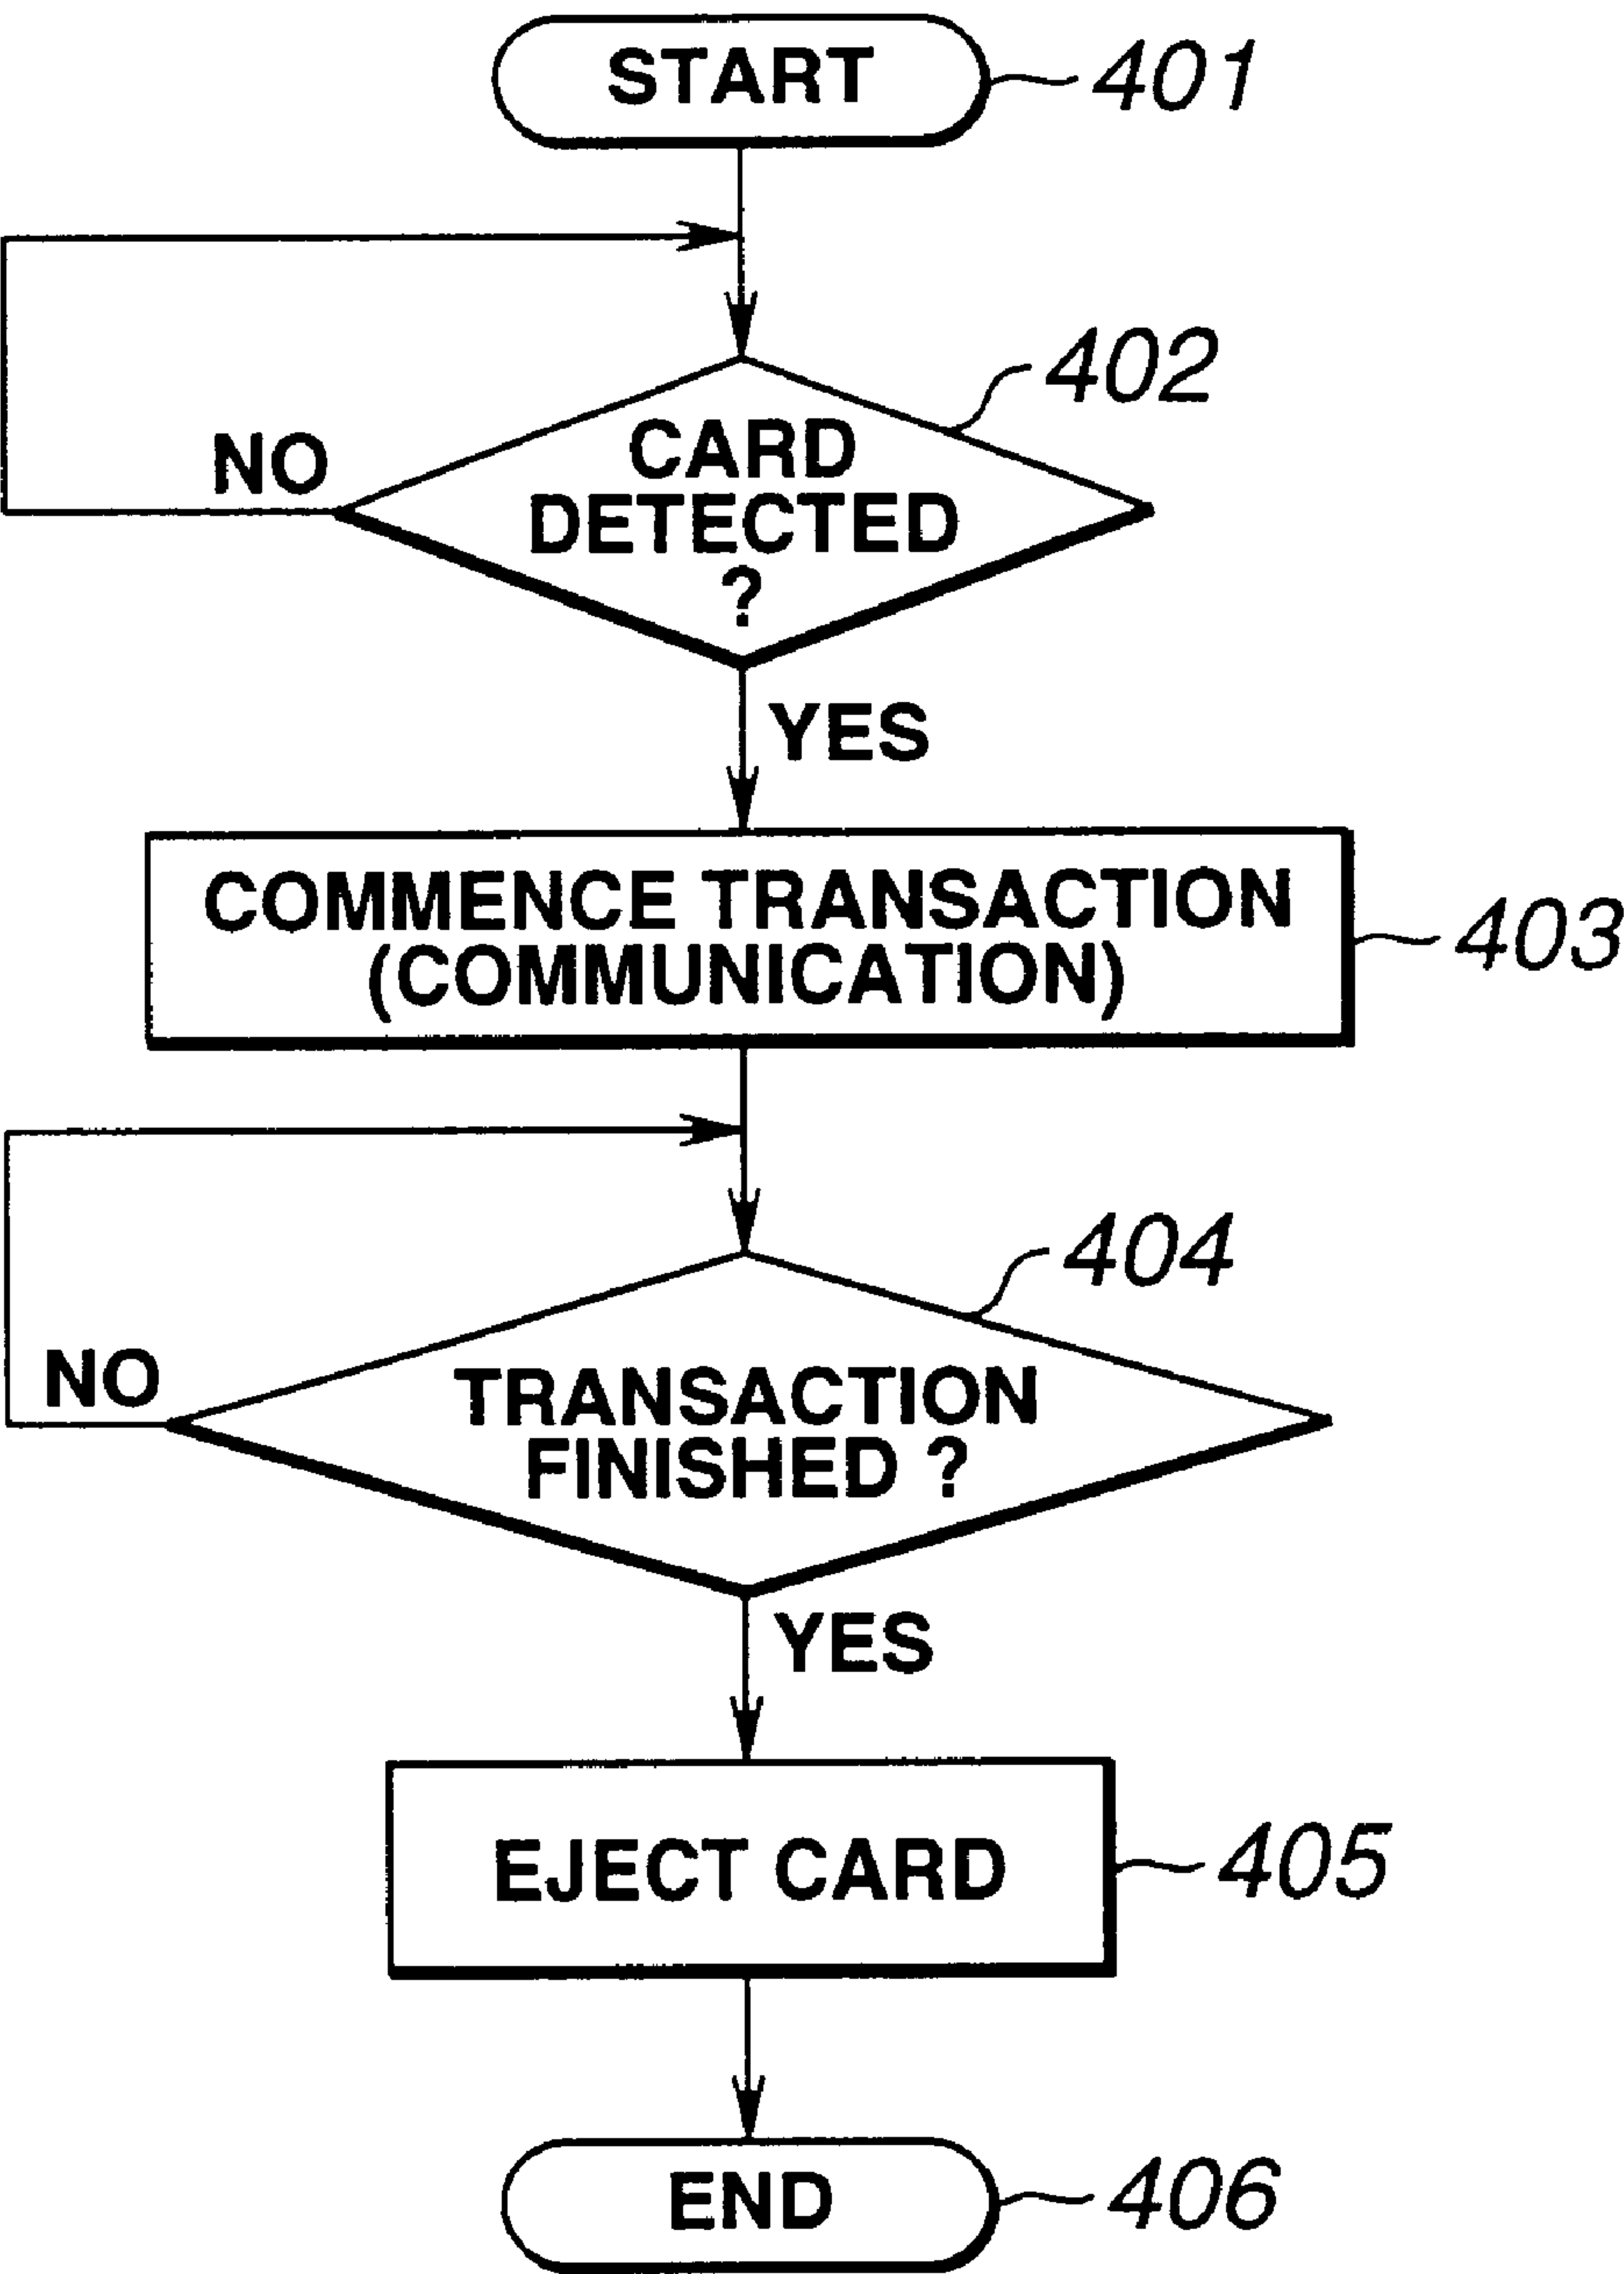 START
401
402
CARD
NO
DETECTED
?
YES
COMMENCE TRANSACTION
(COMMUNICATION)
403
404
NO
TRANSACTION
FINISHED ?
YES
EJECT CARD
405
END
406